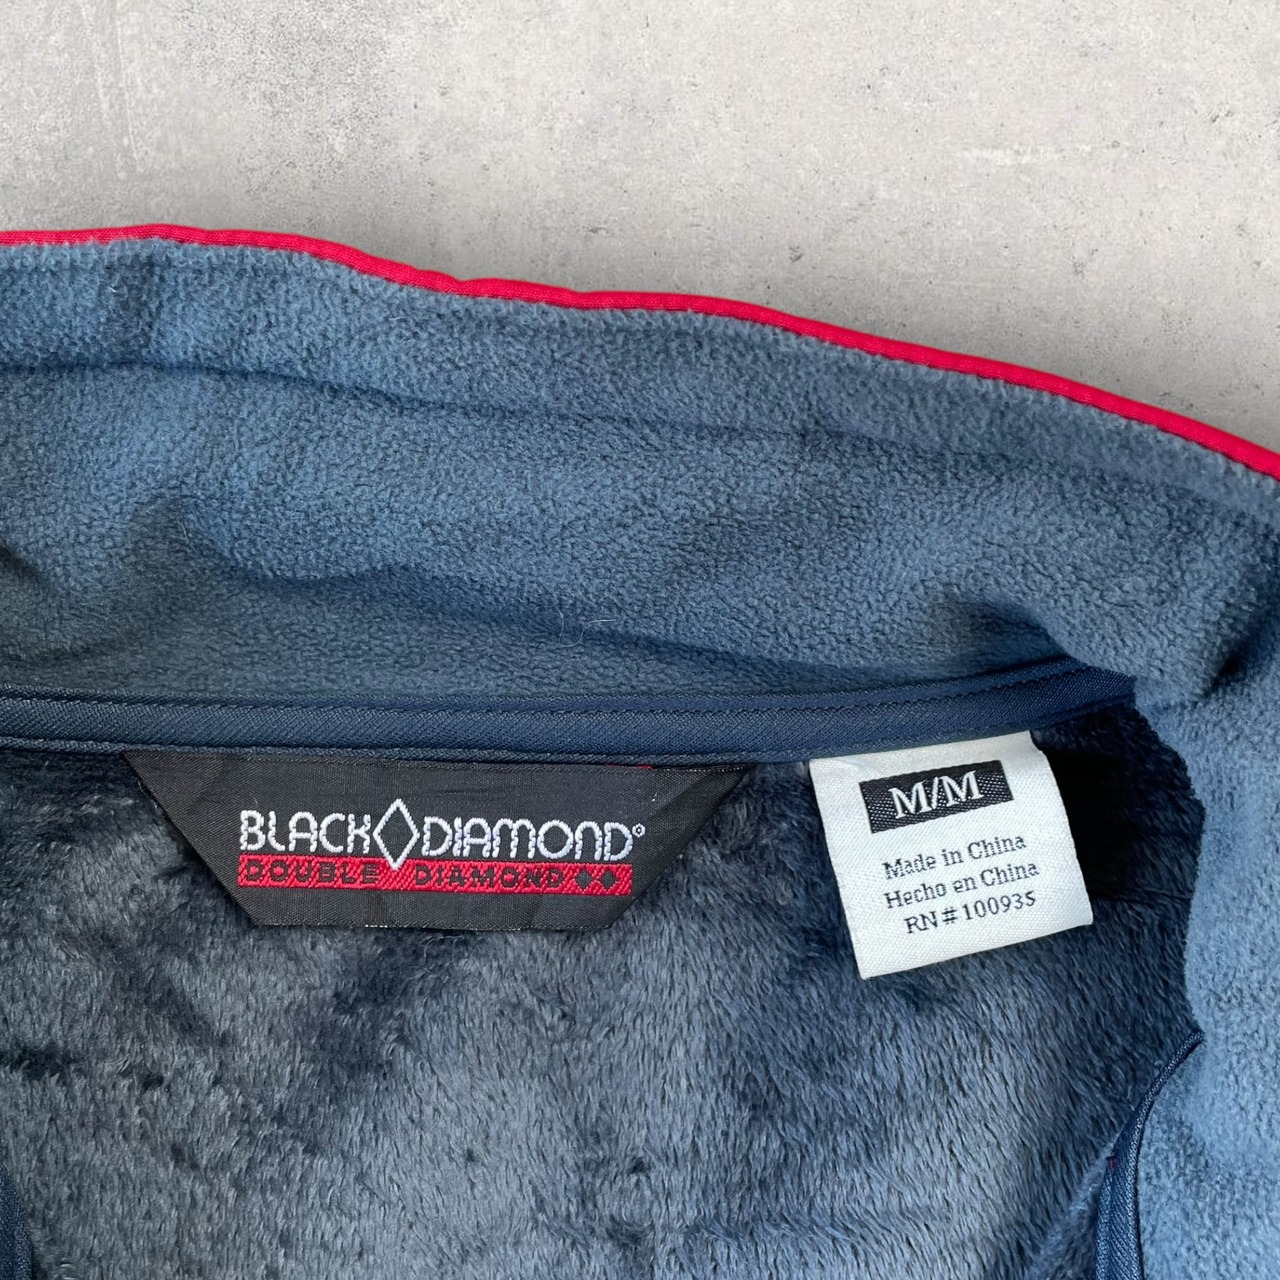 BLACK DIAMOND®
DOUBLE DIAMOND
M/M
Made in China
Hecho en China
RN#100935